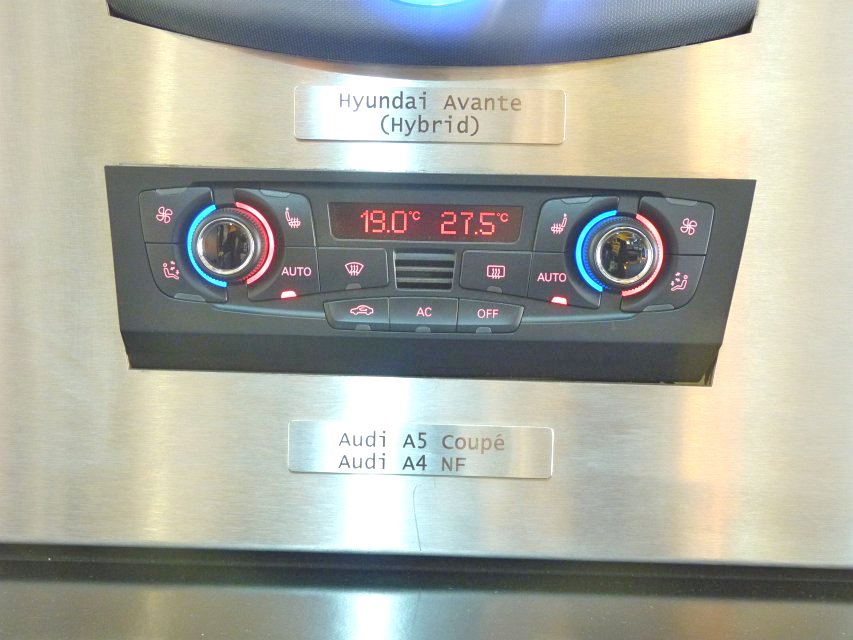 Hyundai Avante
(Hybrid)
19.0°C 27.5°C
AUTO AUTO
AC OFF
Audi A5 Coupé
Audi A4 NF